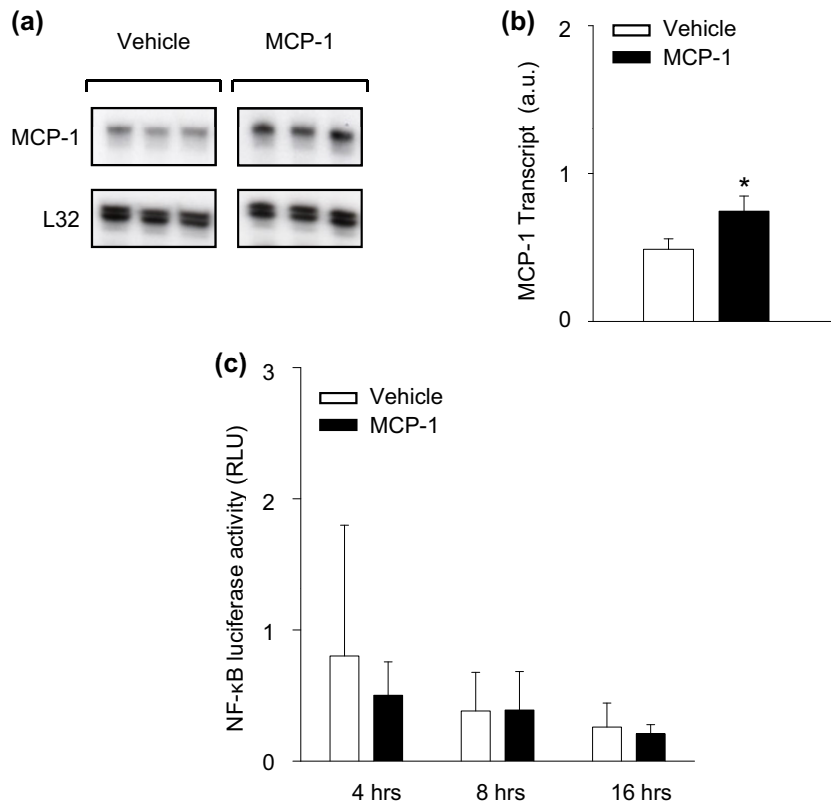 (a)
Vehicle MCP-1
MCP-1
L32
(b)
Vehicle
MCP-1
MCP-1 Transcript (a.u.)
2
1
0
*
(c)
Vehicle
MCP-1
NF-κB luciferase activity (RLU)
3
2
1
0
4 hrs 8 hrs 16 hrs